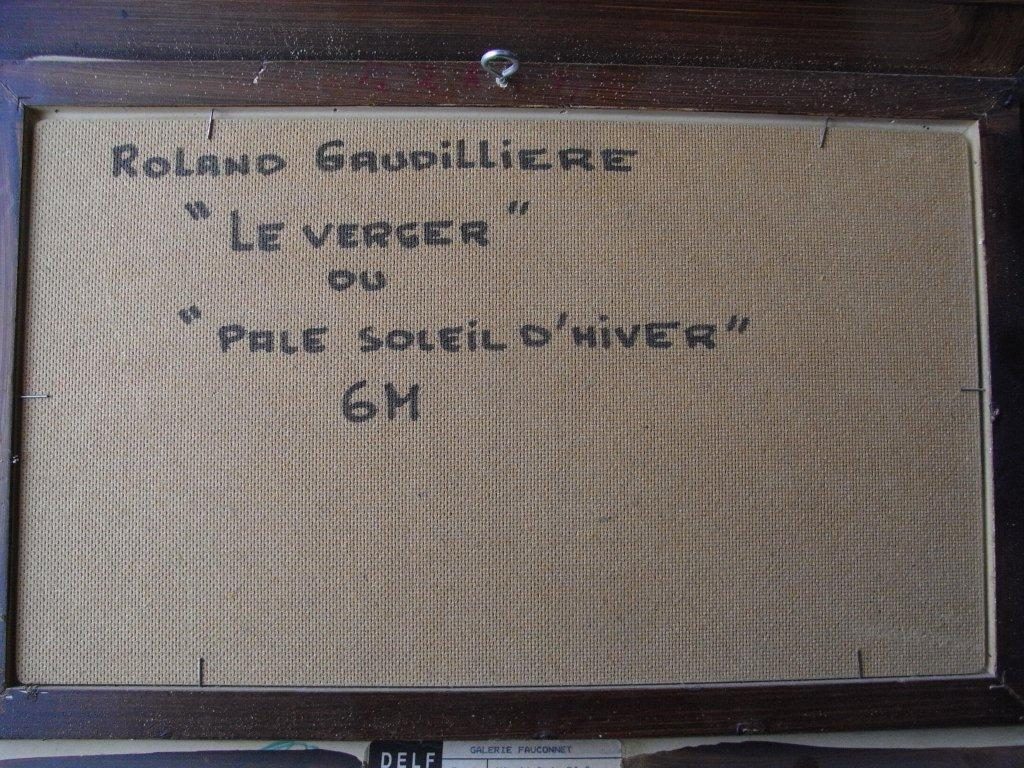 ROLAND GAUDILLIERE
"LE VERGER"
OU
"PALE SOLEIL D'HIVER"
6M
DELF
GALERIE FAUCONNET